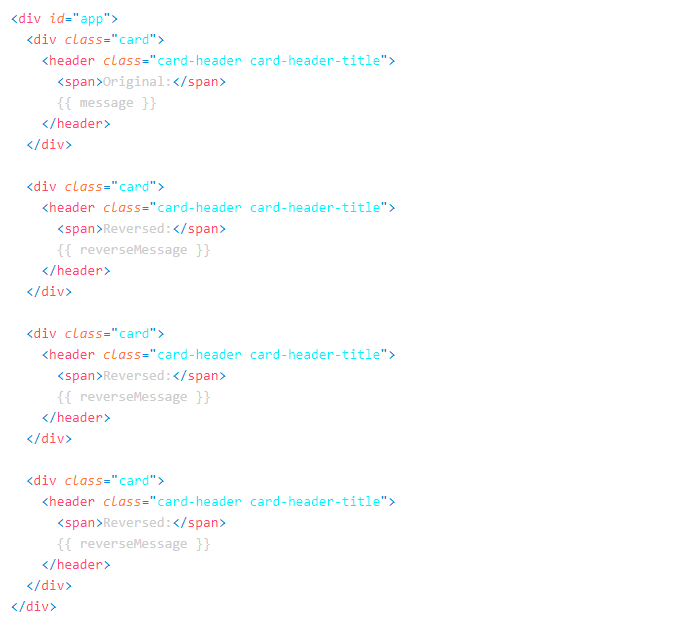 <div id="app">
  <div class="card">
    <header class="card-header card-header-title">
      <span>Original:</span>
      {{ message }}
    </header>
  </div>

  <div class="card">
    <header class="card-header card-header-title">
      <span>Reversed:</span>
      {{ reverseMessage }}
    </header>
  </div>

  <div class="card">
    <header class="card-header card-header-title">
      <span>Reversed:</span>
      {{ reverseMessage }}
    </header>
  </div>

  <div class="card">
    <header class="card-header card-header-title">
      <span>Reversed:</span>
      {{ reverseMessage }}
    </header>
  </div>
</div>